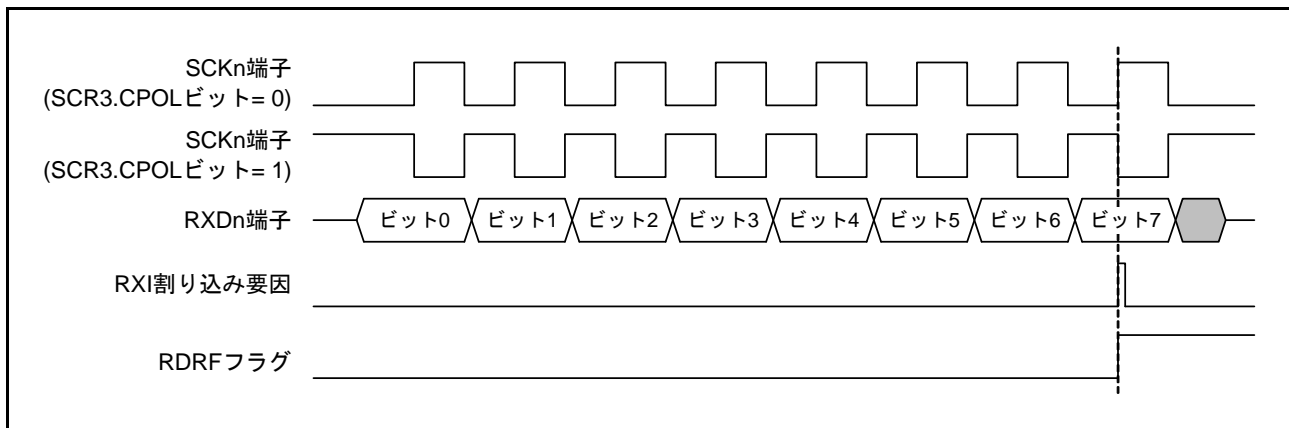 SCKn端子
(SCR3.CPOLビット= 0)
SCKn端子
(SCR3.CPOLビット= 1)
RXDn端子
ビット0 ビット1 ビット2 ビット3 ビット4 ビット5 ビット6 ビット7
RXI割り込み要因
RDRFフラグ